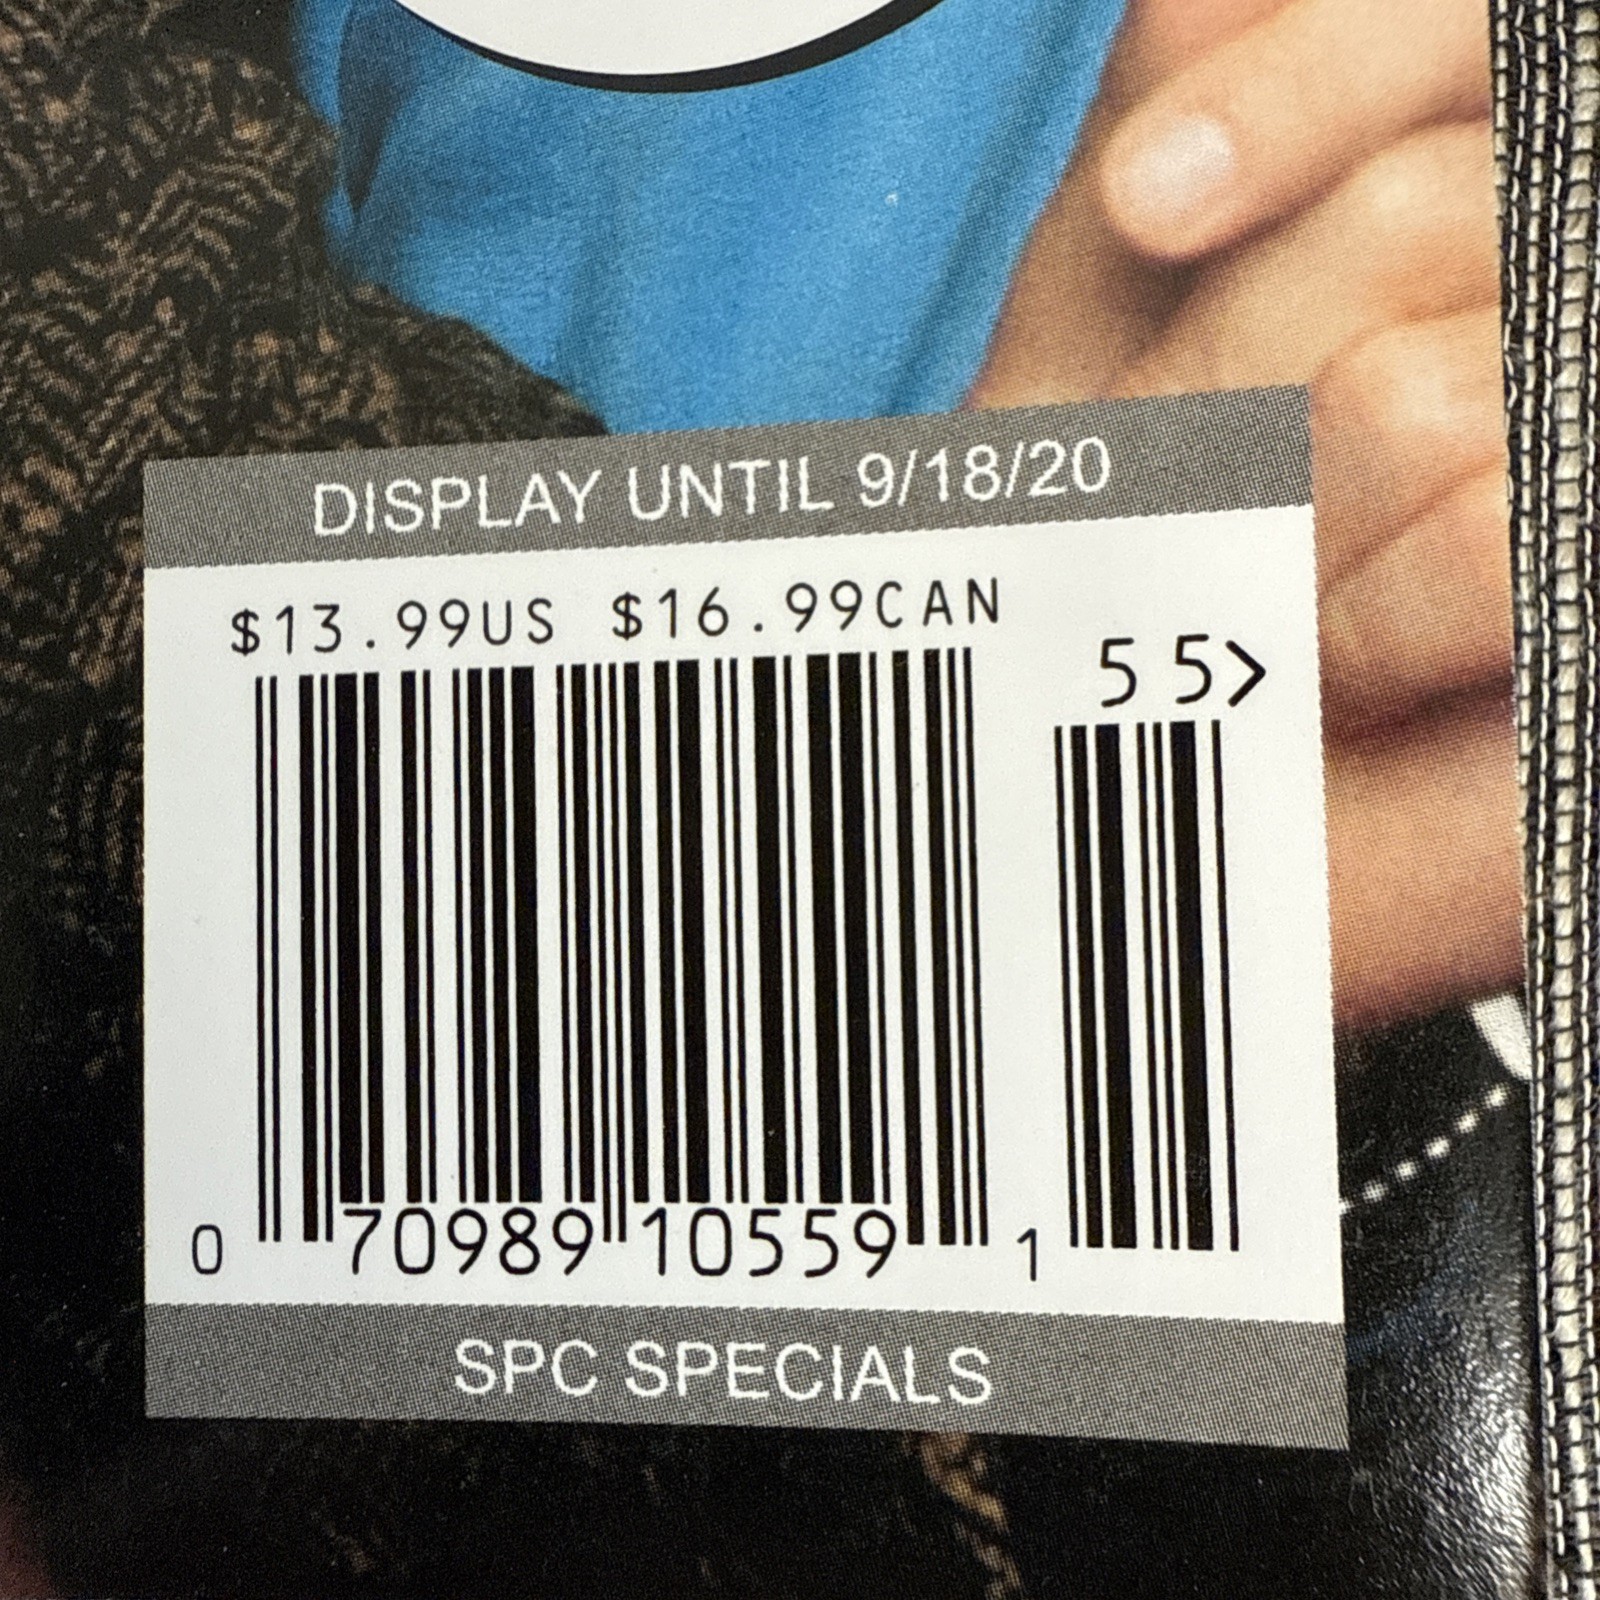 DISPLAY UNTIL 9/18/20
$13.99US $16.99CAN
55>
0 70989 10559 1
SPC SPECIALS